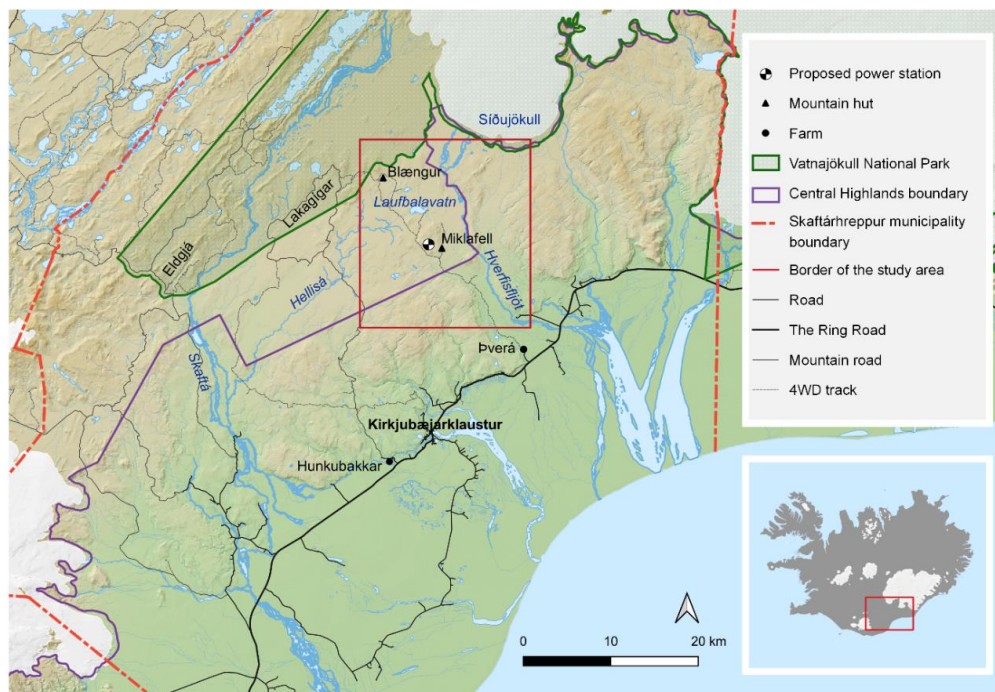 Síðujökull
Blængur
Laufbalavatn
Lakagígar
Miklafell
Eldgjá
Hellisá
Hverfisfljót
Skaftá
Þverá
Kirkjubæjarklaustur
Hunkubakkar
0 10 20 km
Proposed power station
Mountain hut
Farm
Vatnajökull National Park
Central Highlands boundary
Skaftárhreppur municipality
boundary
Border of the study area
Road
The Ring Road
Mountain road
4WD track